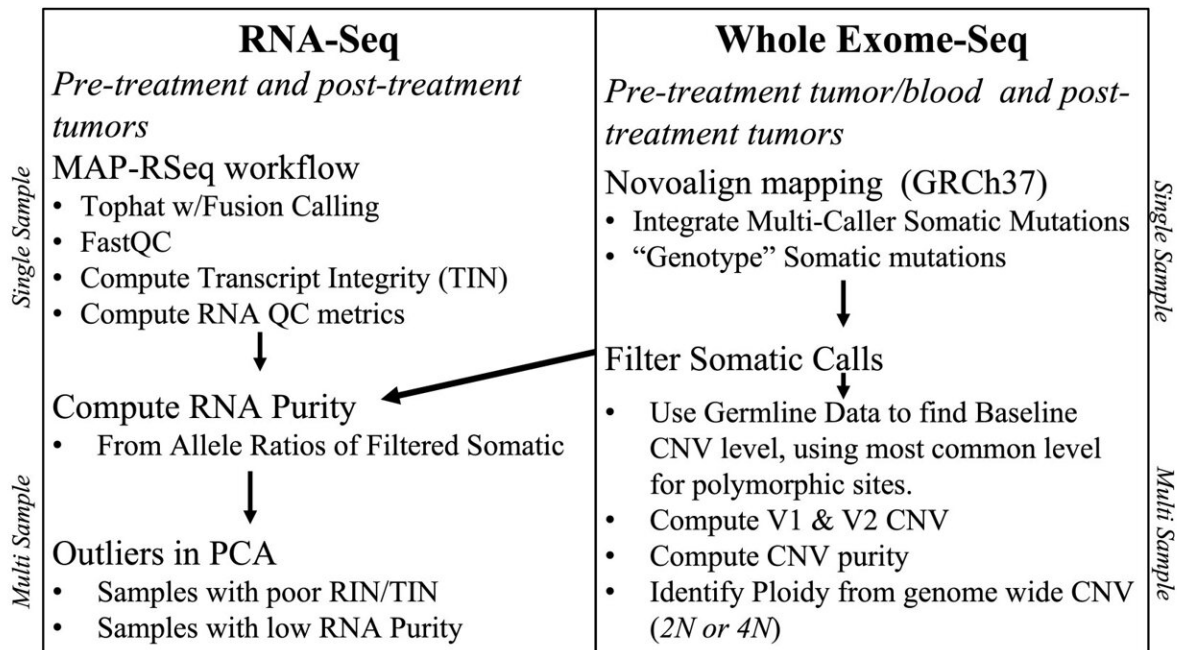 RNA-Seq
Pre-treatment and post-treatment
tumors
MAP-RSeq workflow
• Tophat w/Fusion Calling
• FastQC
• Compute Transcript Integrity (TIN)
• Compute RNA QC metrics
Compute RNA Purity
• From Allele Ratios of Filtered Somatic
Outliers in PCA
• Samples with poor RIN/TIN
• Samples with low RNA Purity
Single Sample
Multi Sample
Whole Exome-Seq
Pre-treatment tumor/blood and post-
treatment tumors
Novoalign mapping (GRCh37)
• Integrate Multi-Caller Somatic Mutations
• “Genotype” Somatic mutations
Filter Somatic Calls
• Use Germline Data to find Baseline
CNV level, using most common level
for polymorphic sites.
• Compute V1 & V2 CNV
• Compute CNV purity
• Identify Ploidy from genome wide CNV
(2N or 4N)
Single Sample
Multi Sample